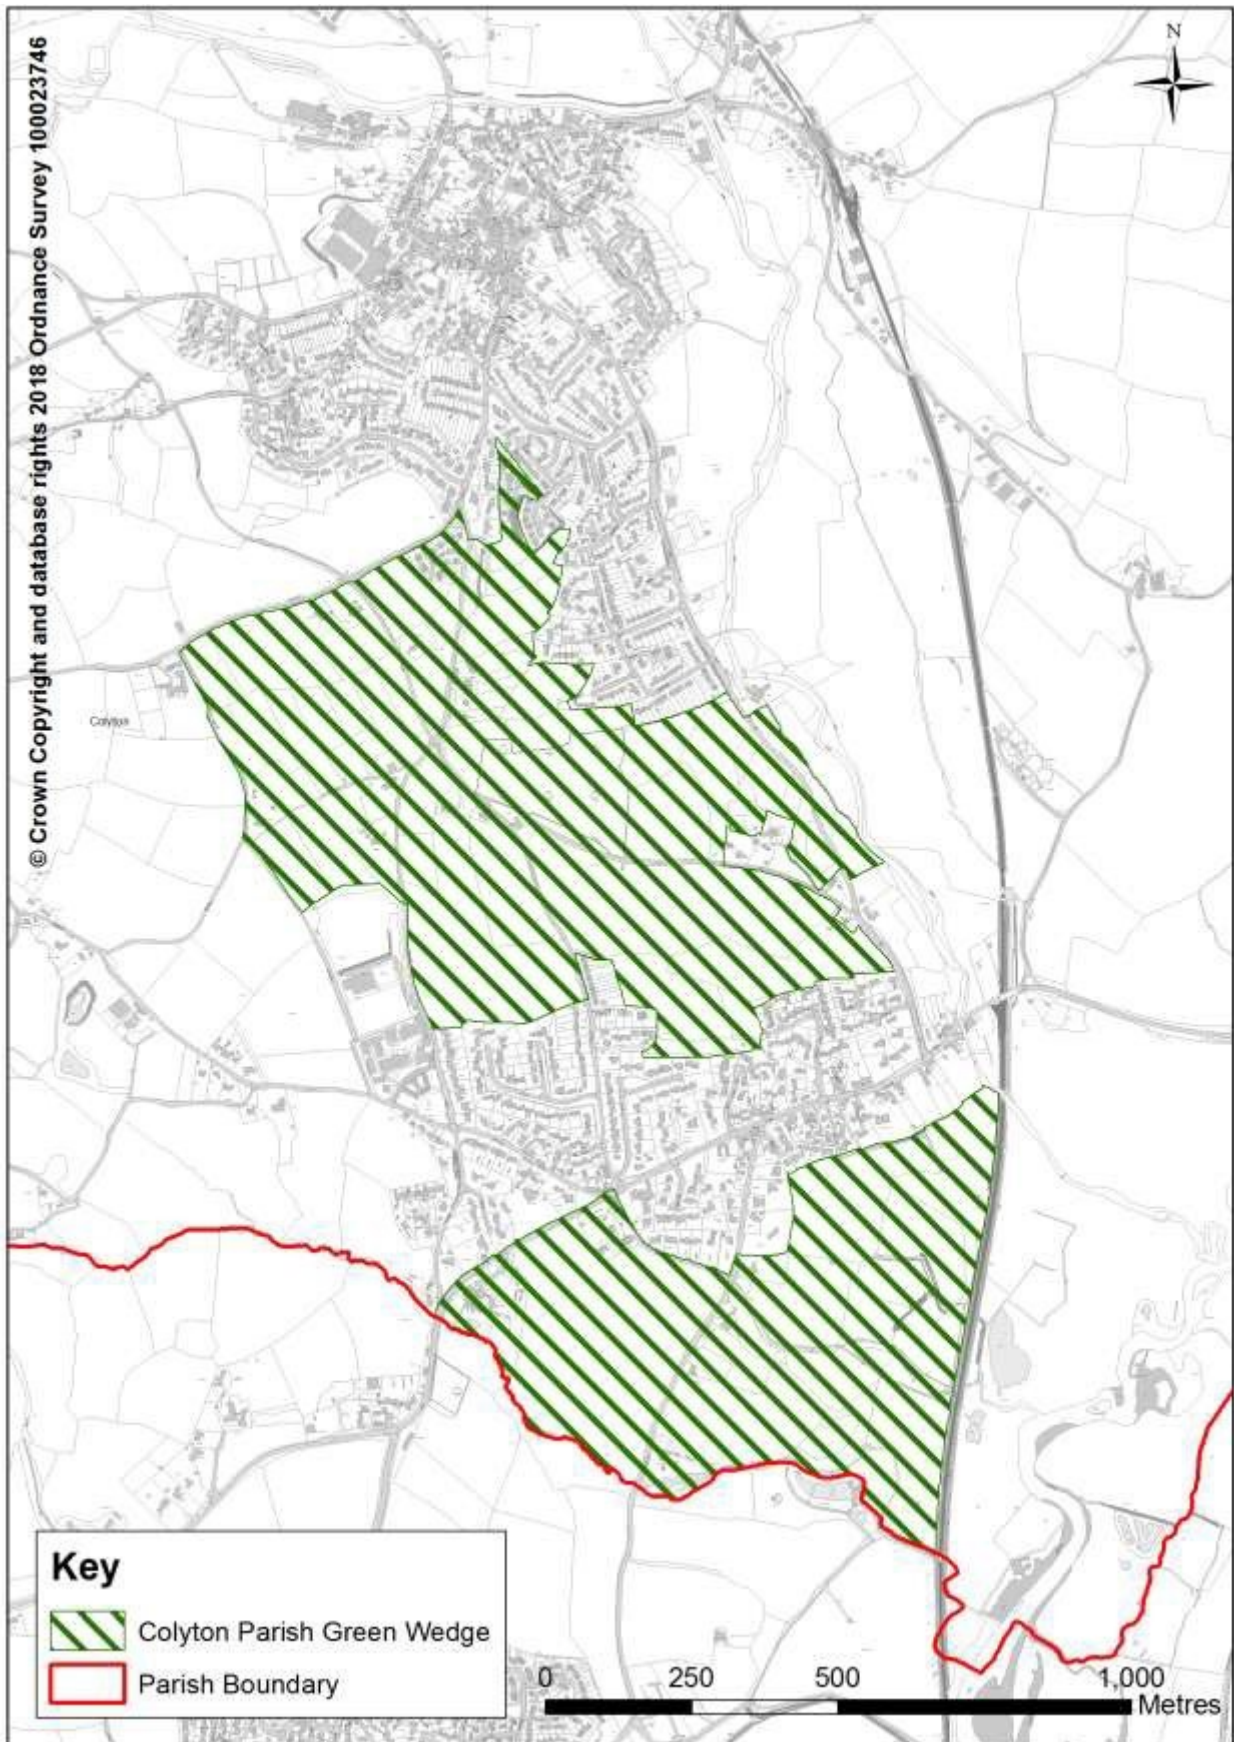 © Crown Copyright and database rights 2018 Ordnance Survey 100023746
N
Colyton
Key
Colyton Parish Green Wedge
Parish Boundary
0 250 500 1,000
Metres